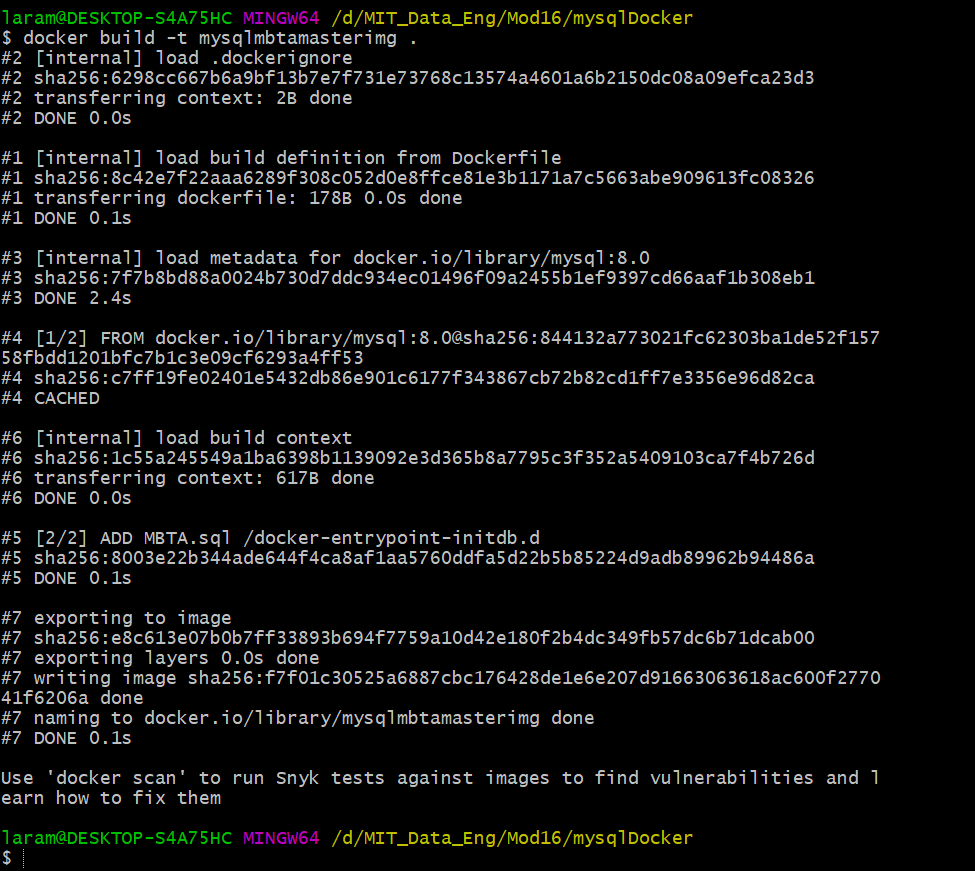 laram@DESKTOP-S4A75HC MINGW64 /d/MIT_Data_Eng/Mod16/mysqlDocker
$ docker build -t mysqlmbtamasterimg .
#2 [internal] load .dockerignore
#2 sha256:6298cc667b6a9bf13b7e7f731e73768c13574a4601a6b2150dc08a09efca23d3
#2 transferring context: 2B done
#2 DONE 0.0s

#1 [internal] load build definition from Dockerfile
#1 sha256:8c42e7f22aaa6289f308c052d0e8ffce81e3b1171a7c5663abe909613fc08326
#1 transferring dockerfile: 178B 0.0s done
#1 DONE 0.1s

#3 [internal] load metadata for docker.io/library/mysql:8.0
#3 sha256:7f7b8bd88a0024b730d7ddc934ec01496f09a2455b1ef9397cd66aaf1b308eb1
#3 DONE 2.4s

#4 [1/2] FROM docker.io/library/mysql:8.0@sha256:844132a773021fc62303ba1de52f157
58fbdd1201bfc7b1c3e09cf6293a4ff53
#4 sha256:c7ff19fe02401e5432db86e901c6177f343867cb72b82cd1ff7e3356e96d82ca
#4 CACHED

#6 [internal] load build context
#6 sha256:1c55a245549a1ba6398b1139092e3d365b8a7795c3f352a5409103ca7f4b726d
#6 transferring context: 617B done
#6 DONE 0.0s

#5 [2/2] ADD MBTA.sql /docker-entrypoint-initdb.d
#5 sha256:8003e22b344ade644f4ca8af1aa5760ddfa5d22b5b85224d9adb89962b94486a
#5 DONE 0.1s

#7 exporting to image
#7 sha256:e8c613e07b0b7ff33893b694f7759a10d42e180f2b4dc349fb57dc6b71dcab00
#7 exporting layers 0.0s done
#7 writing image sha256:f7f01c30525a6887cbc176428de1e6e207d91663063618ac600f2770
41f6206a done
#7 naming to docker.io/library/mysqlmbtamasterimg done
#7 DONE 0.1s

Use 'docker scan' to run Snyk tests against images to find vulnerabilities and l
earn how to fix them

laram@DESKTOP-S4A75HC MINGW64 /d/MIT_Data_Eng/Mod16/mysqlDocker
$